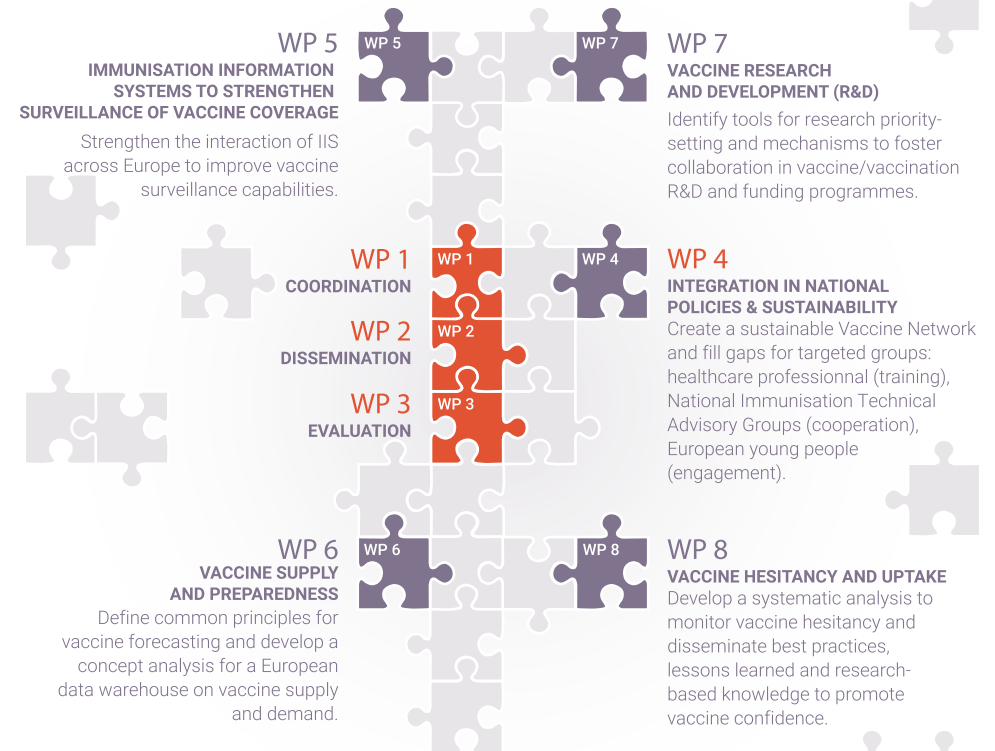 WP 5
IMMUNISATION INFORMATION
SYSTEMS TO STRENGTHEN
SURVEILLANCE OF VACCINE COVERAGE
Strengthen the interaction of IIS
across Europe to improve vaccine
surveillance capabilities.
WP 5
WP 7
WP 7
VACCINE RESEARCH
AND DEVELOPMENT (R&D)
Identify tools for research priority-
setting and mechanisms to foster
collaboration in vaccine/vaccination
R&D and funding programmes.
WP 1
COORDINATION
WP 1
WP 2
DISSEMINATION
WP 2
WP 3
EVALUATION
WP 3
WP 4
WP 4
INTEGRATION IN NATIONAL
POLICIES & SUSTAINABILITY
Create a sustainable Vaccine Network
and fill gaps for targeted groups:
healthcare professionnal (training),
National Immunisation Technical
Advisory Groups (cooperation),
European young people
(engagement).
WP 6
VACCINE SUPPLY
AND PREPAREDNESS
Define common principles for
vaccine forecasting and develop a
concept analysis for a European
data warehouse on vaccine supply
and demand.
WP 6
WP 8
WP 8
VACCINE HESITANCY AND UPTAKE
Develop a systematic analysis to
monitor vaccine hesitancy and
disseminate best practices,
lessons learned and research-
based knowledge to promote
vaccine confidence.